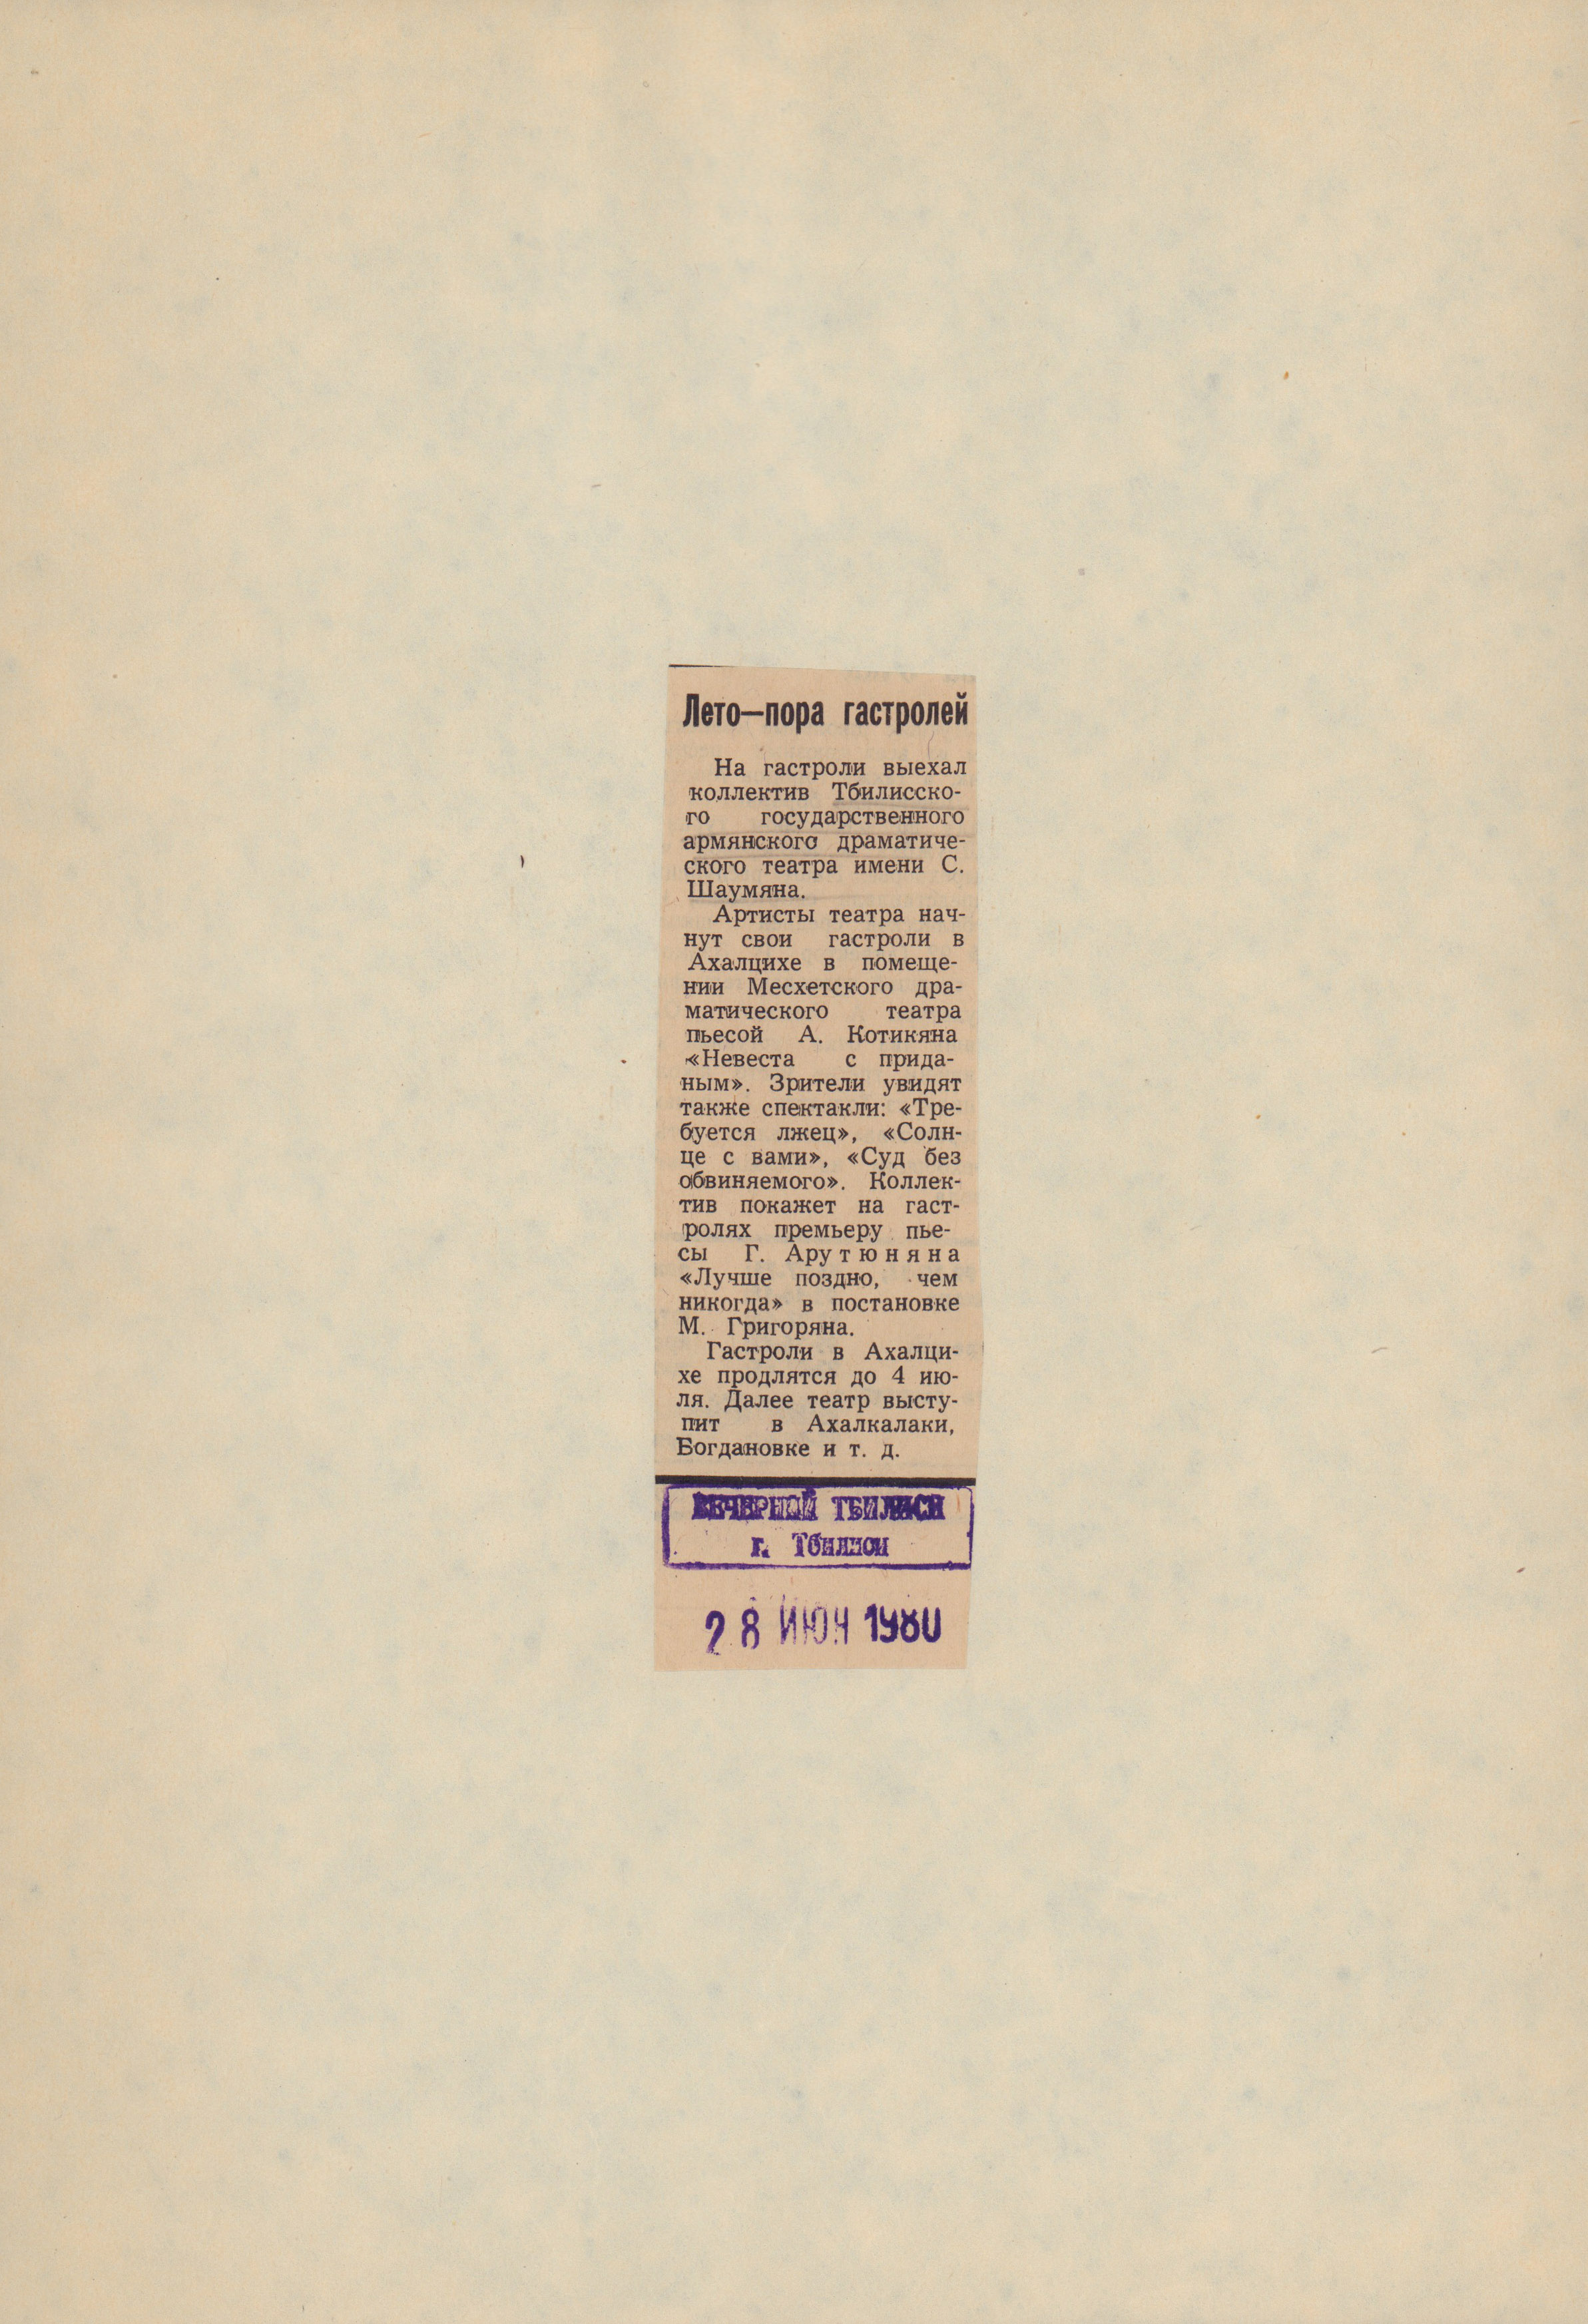 Лето—пора гастролей
На гастроли выехал
коллектив Тбилисско-
го государственного
армянского драматиче-
ского театра имени С.
Шаумяна.
Артисты театра нач-
нут свои гастроли в
Ахалцихе в помеще-
нии Месхетского дра-
матического театра
пьесой А. Котикяна
«Невеста с прида-
ным». Зрители увидят
также спектакли: «Тре-
буется лжец», «Солн-
це с вами», «Суд без
обвиняемого». Коллек-
тив покажет на гаст-
ролях премьеру пье-
сы Г. Арутюняна
«Лучше поздно, чем
никогда» в постановке
М. Григоряна.
Гастроли в Ахалци-
хе продлятся до 4 ию-
ля. Далее театр высту-
пит в Ахалкалаки,
Богдановке и т. д.
ВЕЧЕРНИЙ ТБИЛИСИ
г. Тбилиси
28 ИЮН 1980